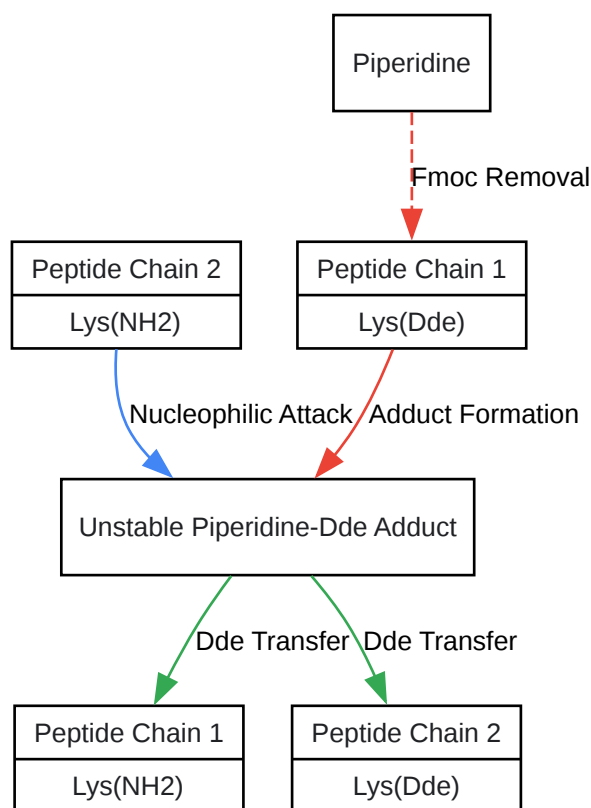 Piperidine
Fmoc Removal
Peptide Chain 2
Lys(NH2)
Peptide Chain 1
Lys(Dde)
Nucleophilic Attack
Adduct Formation
Unstable Piperidine-Dde Adduct
Dde Transfer
Dde Transfer
Peptide Chain 1
Lys(NH2)
Peptide Chain 2
Lys(Dde)